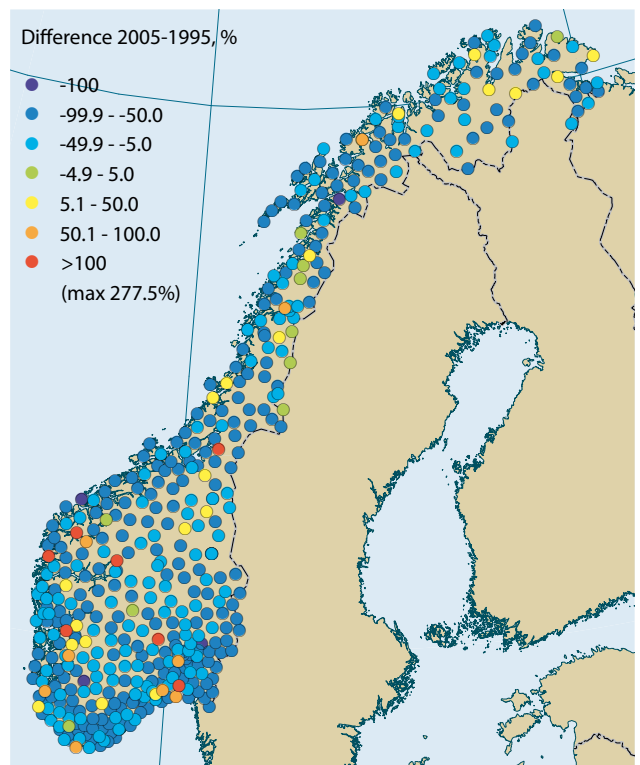 Difference 2005-1995, %
-100
-99.9 - -50.0
-49.9 - -5.0
-4.9 - 5.0
5.1 - 50.0
50.1 - 100.0
>100
(max 277.5%)